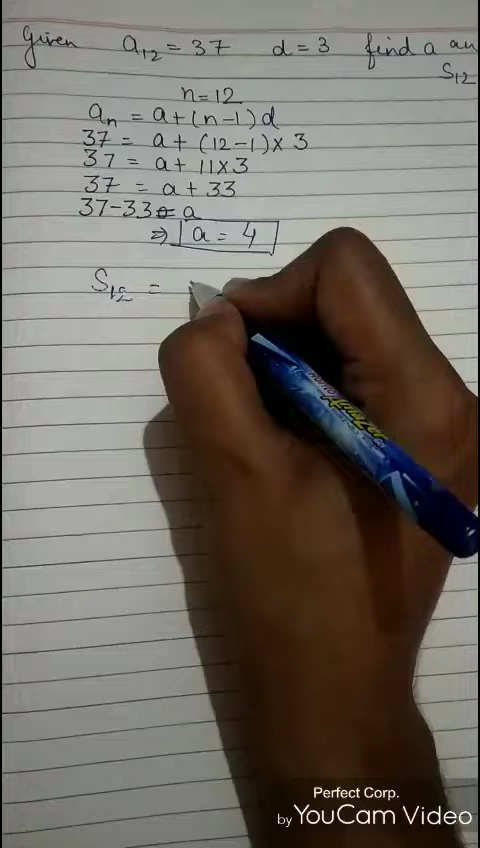 Given a₁₂ = 37 d = 3 find a an
S₁₂
n=12
aₙ = a+(n-1)d
37 = a+(12-1)×3
37 = a+11×3
37 = a+33
37-33 = a
⇒ a = 4
S₁₂ =
Perfect Corp.
by YouCam Video